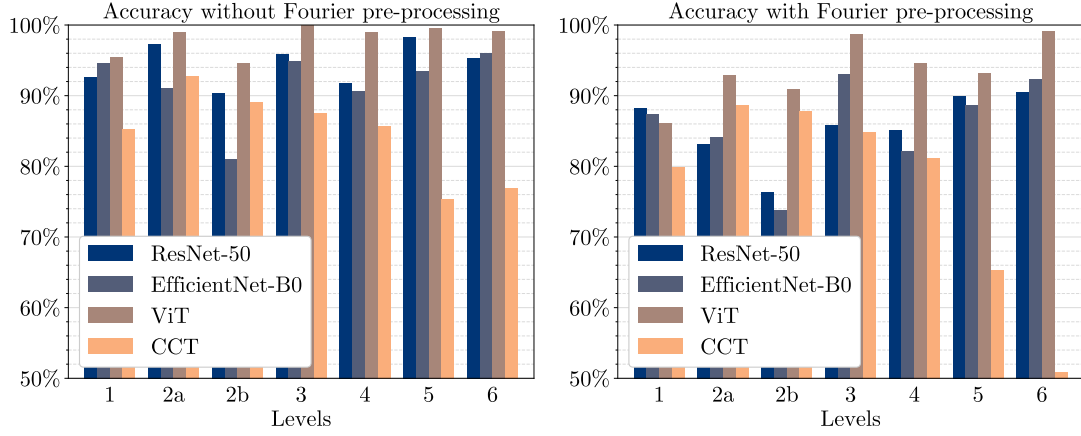 Accuracy without Fourier pre-processing
100%
90%
80%
70%
60%
50%
ResNet-50
EfficientNet-B0
ViT
CCT
1 2a 2b 3 4 5 6
Levels
Accuracy with Fourier pre-processing
100%
90%
80%
70%
60%
50%
ResNet-50
EfficientNet-B0
ViT
CCT
1 2a 2b 3 4 5 6
Levels